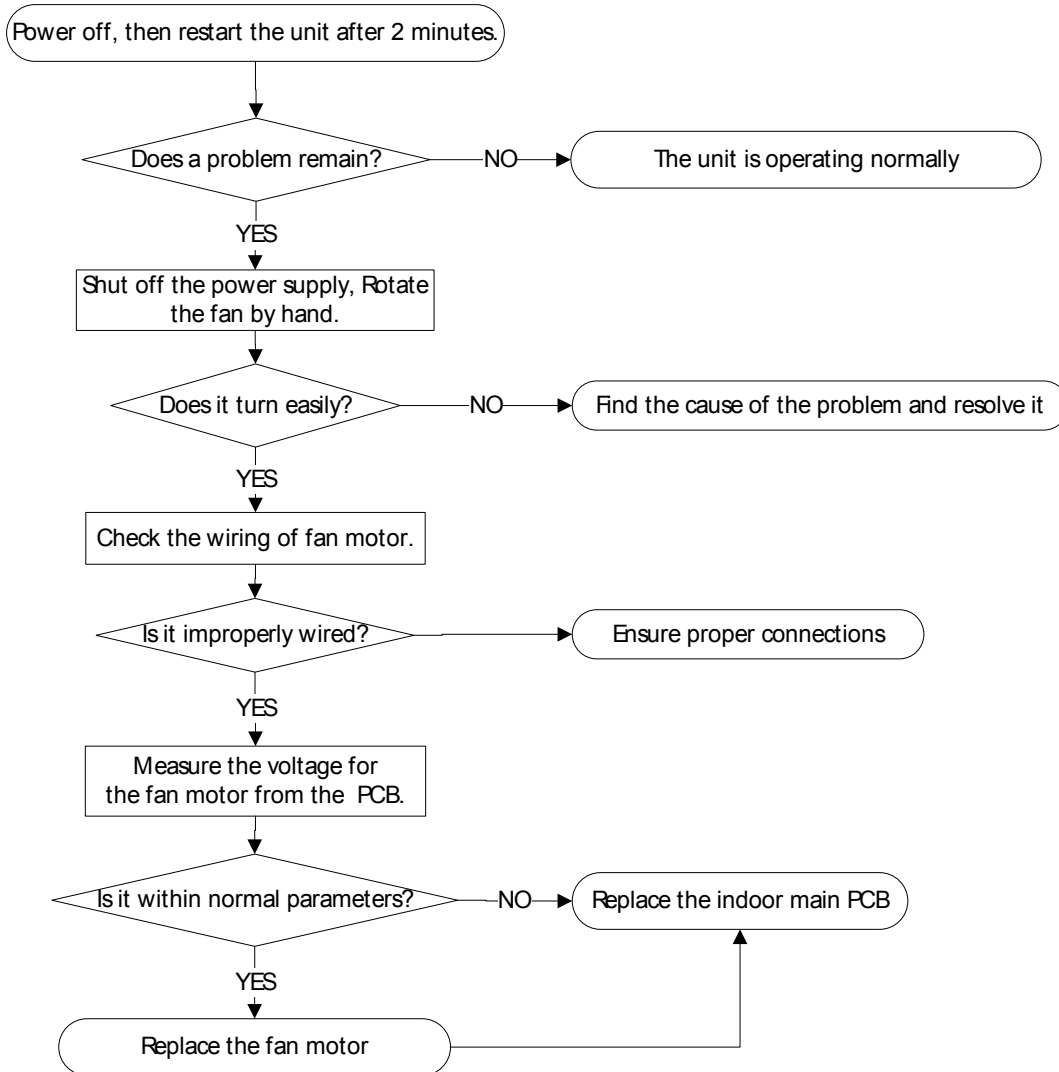 Power off, then restart the unit after 2 minutes.
Does a problem remain?
NO
The unit is operating normally
YES
Shut off the power supply, Rotate
the fan by hand.
Does it turn easily?
NO
Find the cause of the problem and resolve it
YES
Check the wiring of fan motor.
Is it improperly wired?
Ensure proper connections
YES
Measure the voltage for
the fan motor from the PCB.
Is it within normal parameters?
NO
Replace the indoor main PCB
YES
Replace the fan motor